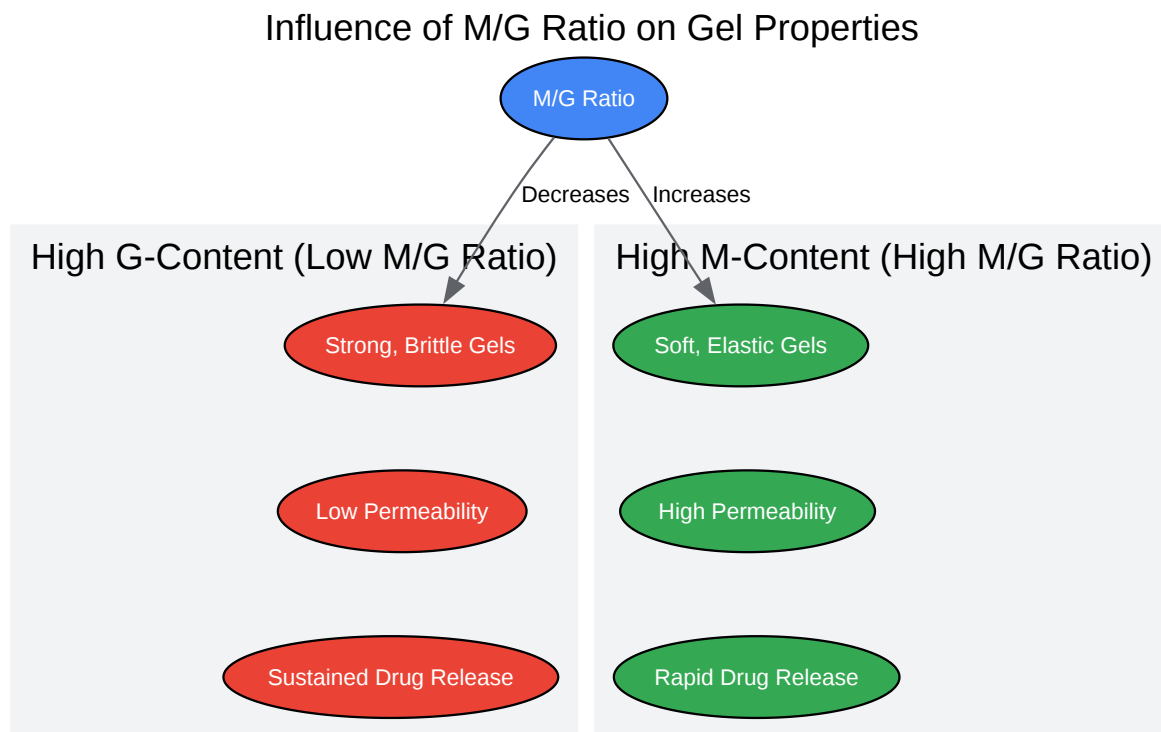 Influence of M/G Ratio on Gel Properties
M/G Ratio
Decreases
Increases
High G-Content (Low M/G Ratio)
Strong, Brittle Gels
Low Permeability
Sustained Drug Release
High M-Content (High M/G Ratio)
Soft, Elastic Gels
High Permeability
Rapid Drug Release